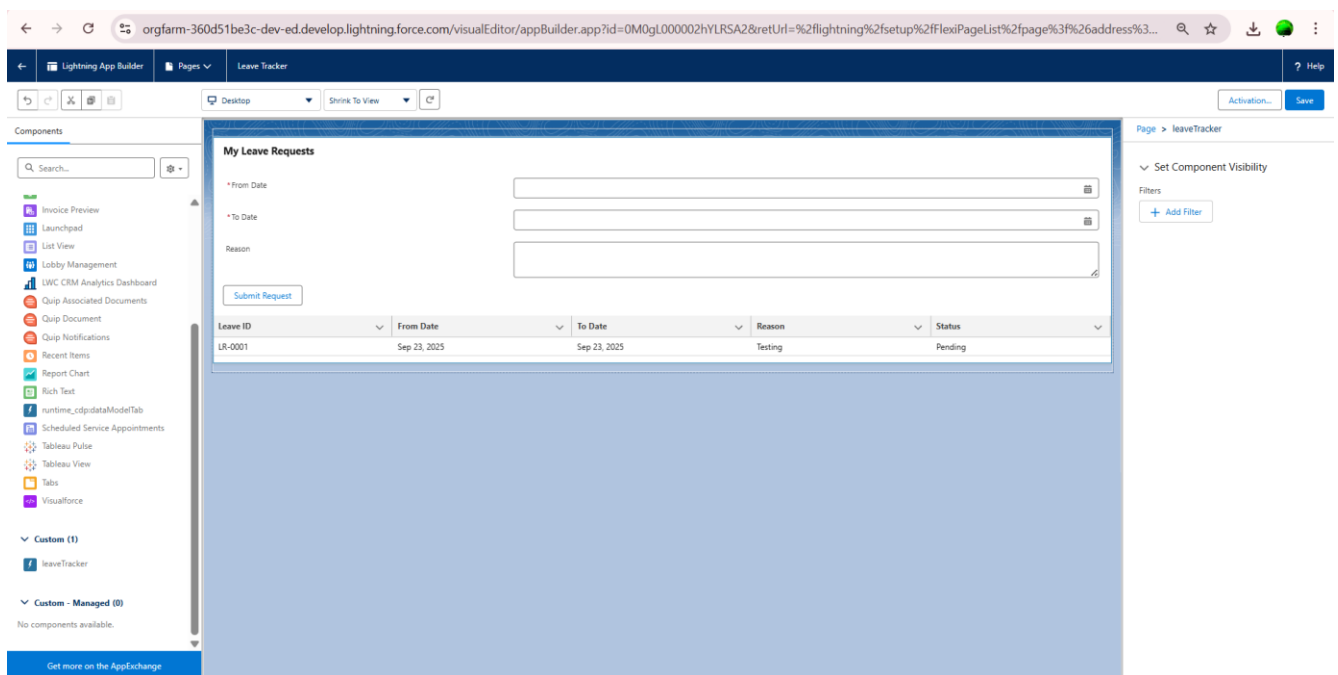 orgfarm-360d51be3c-dev-ed.develop.lightning.force.com/visualEditor/appBuilder.app?id=0M0gL000002hYLRSA2&retUrl=%2flightning%2fsetup%2fFlexiPageList%2fpage%3f%26address%3...
Lightning App Builder Pages Leave Tracker ? Help
Desktop Shrink To View Activation... Save
Components
Search...
Invoice Preview
Launchpad
List View
Lobby Management
LWC CRM Analytics Dashboard
Quip Associated Documents
Quip Document
Quip Notifications
Recent Items
Report Chart
Rich Text
runtime_cdp:dataModelTab
Scheduled Service Appointments
Tableau Pulse
Tableau View
Tabs
Visualforce
Custom (1)
leaveTracker
Custom - Managed (0)
No components available.
Get more on the AppExchange
My Leave Requests
* From Date
* To Date
Reason
Submit Request
Leave ID From Date To Date Reason Status
LR-0001 Sep 23, 2025 Sep 23, 2025 Testing Pending
Page > leaveTracker
Set Component Visibility
Filters
+ Add Filter